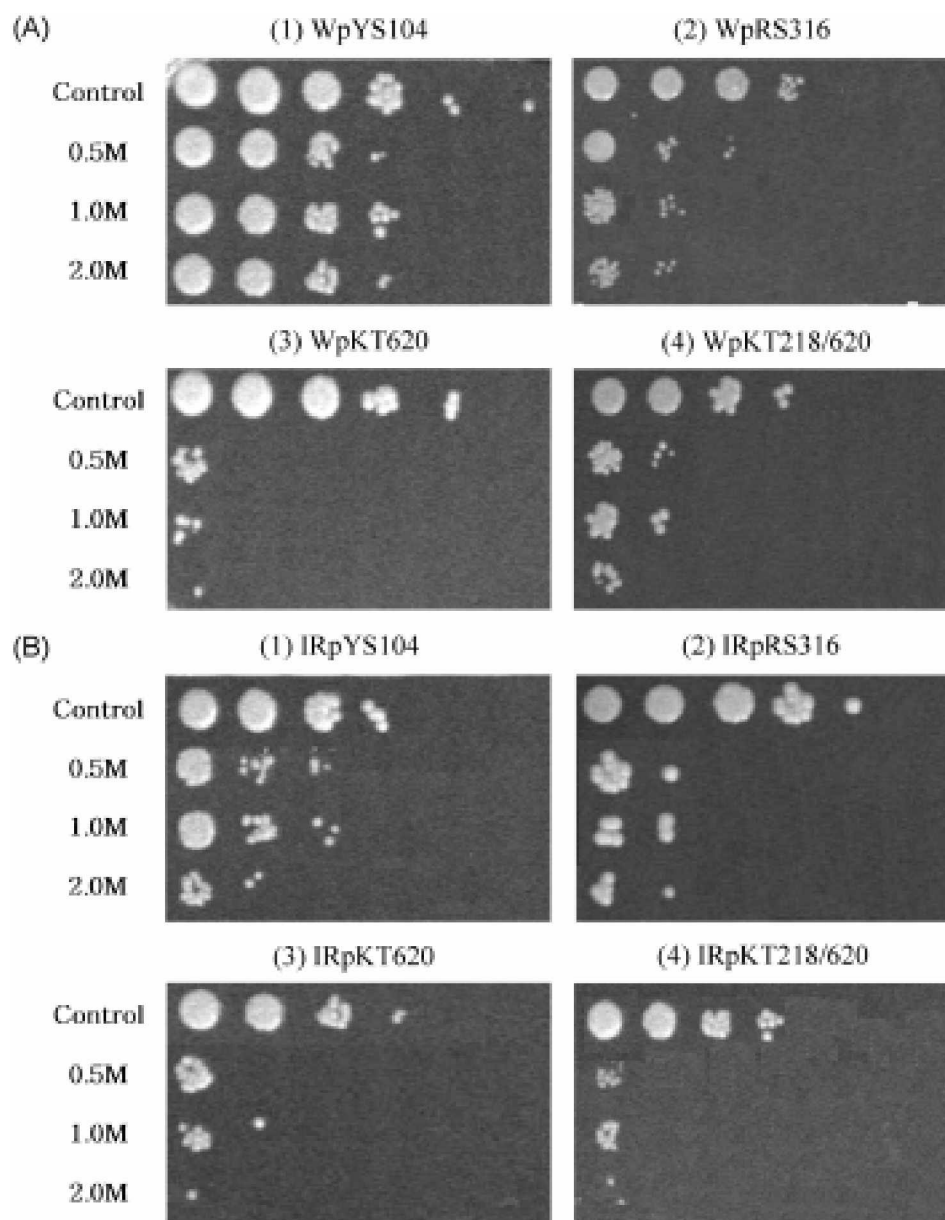 (A)
(1) WpYS104
(2) WpRS316
Control
0.5M
1.0M
2.0M
(3) WpKT620
(4) WpKT218/620
Control
0.5M
1.0M
2.0M
(B)
(1) IRpYS104
(2) IRpRS316
Control
0.5M
1.0M
2.0M
(3) IRpKT620
(4) IRpKT218/620
Control
0.5M
1.0M
2.0M